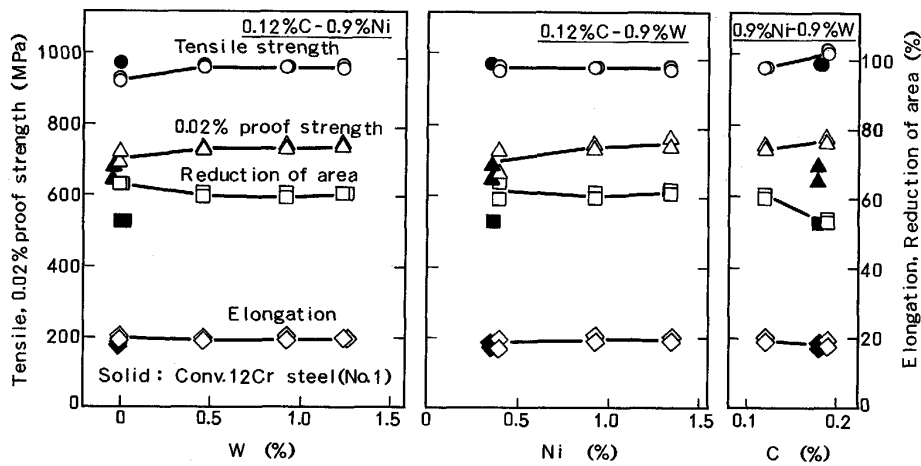 0.12%C-0.9%Ni
0.12%C-0.9%W
0.9%Ni-0.9%W
Tensile strength
0.02% proof strength
Reduction of area
Elongation
Solid: Conv.12Cr steel(No.1)
Tensile, 0.02% proof strength (MPa)
1000
800
600
400
200
0
Elongation, Reduction of area (%)
100
80
60
40
20
0
0 0.5 1.0 1.5
0.5 1.0 1.5
0.1 0.2
W (%)
Ni (%)
C (%)